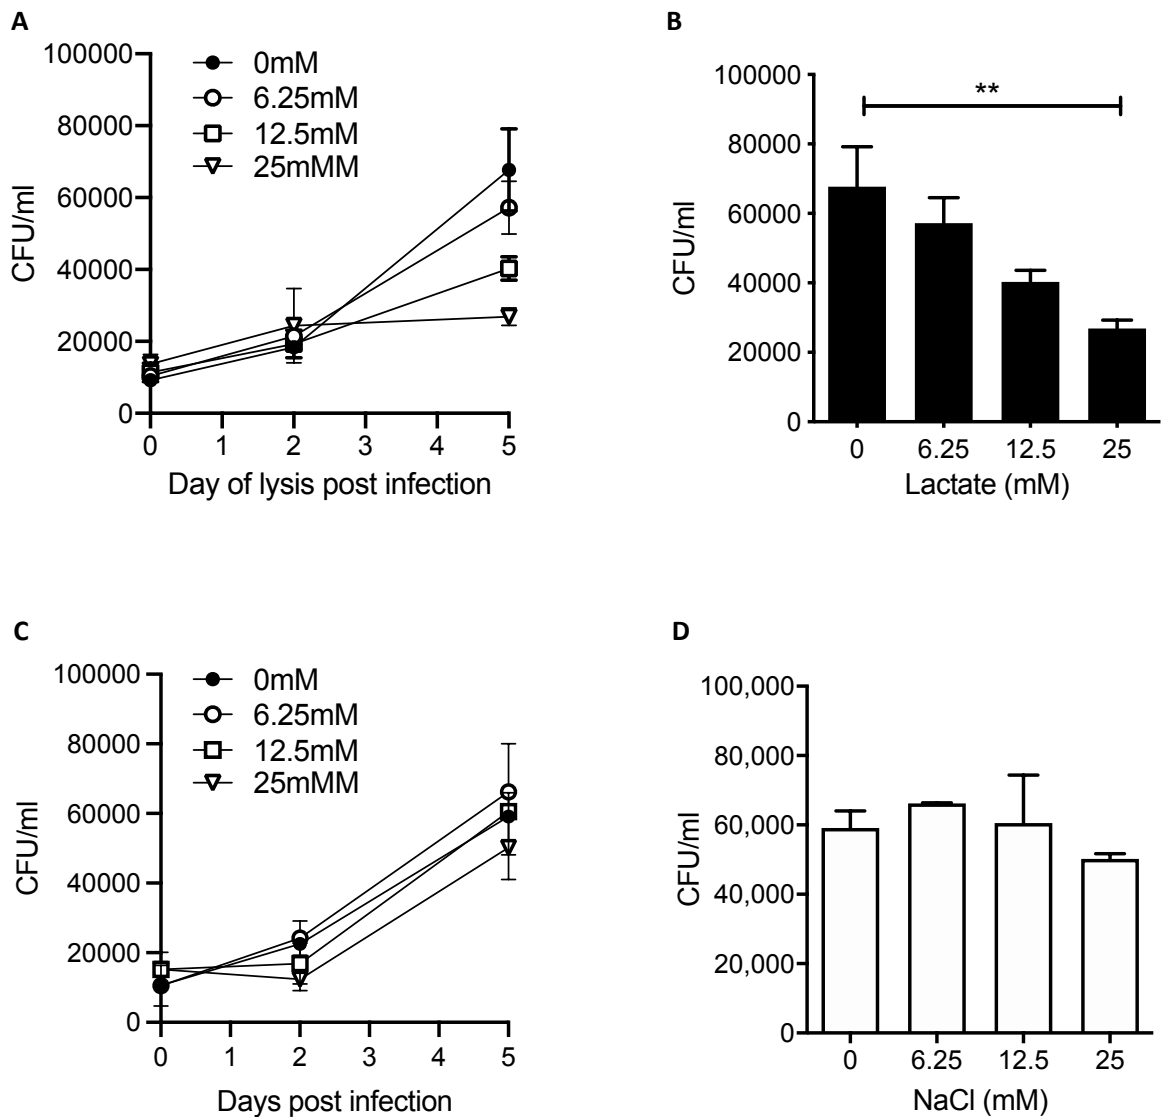 A
100000
80000
60000
40000
20000
0
CFU/ml
0mM
6.25mM
12.5mM
25mMM
0 1 2 3 4 5
Day of lysis post infection
B
100000
80000
60000
40000
20000
0
CFU/ml
**
0 6.25 12.5 25
Lactate (mM)
C
100000
80000
60000
40000
20000
0
CFU/ml
0mM
6.25mM
12.5mM
25mMM
0 1 2 3 4 5
Days post infection
D
100,000
80,000
60,000
40,000
20,000
0
CFU/ml
0 6.25 12.5 25
NaCl (mM)